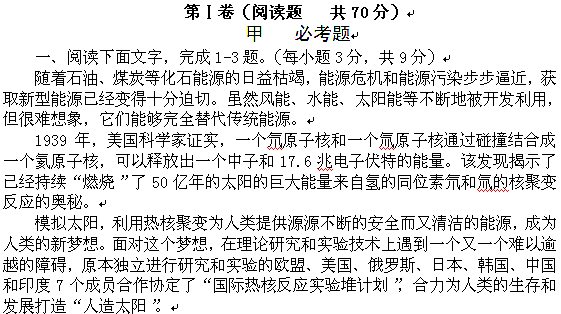 第Ⅰ卷（阅读题 共70分）
甲 必考题
一、阅读下面文字，完成1-3题。（每小题3分，共9分）
随着石油、煤炭等化石能源的日益枯竭，能源危机和能源污染步步逼近，获
取新型能源已经变得十分迫切。虽然风能、水能、太阳能等不断地被开发利用，
但很难想象，它们能够完全替代传统能源。
1939 年，美国科学家证实，一个氘原子核和一个氚原子核通过碰撞结合成
一个氦原子核，可以释放出一个中子和 17.6 兆电子伏特的能量。该发现揭示了
已经持续“燃烧”了 50 亿年的太阳的巨大能量来自氢的同位素氘和氚的核聚变
反应的奥秘。
模拟太阳，利用热核聚变为人类提供源源不断的安全而又清洁的能源，成为
人类的新梦想。面对这个梦想，在理论研究和实验技术上遇到一个又一个难以逾
越的障碍，原本独立进行研究和实验的欧盟、美国、俄罗斯、日本、韩国、中国
和印度 7 个成员合作协定了“国际热核反应实验堆计划”，合力为人类的生存和
发展打造“人造太阳”。